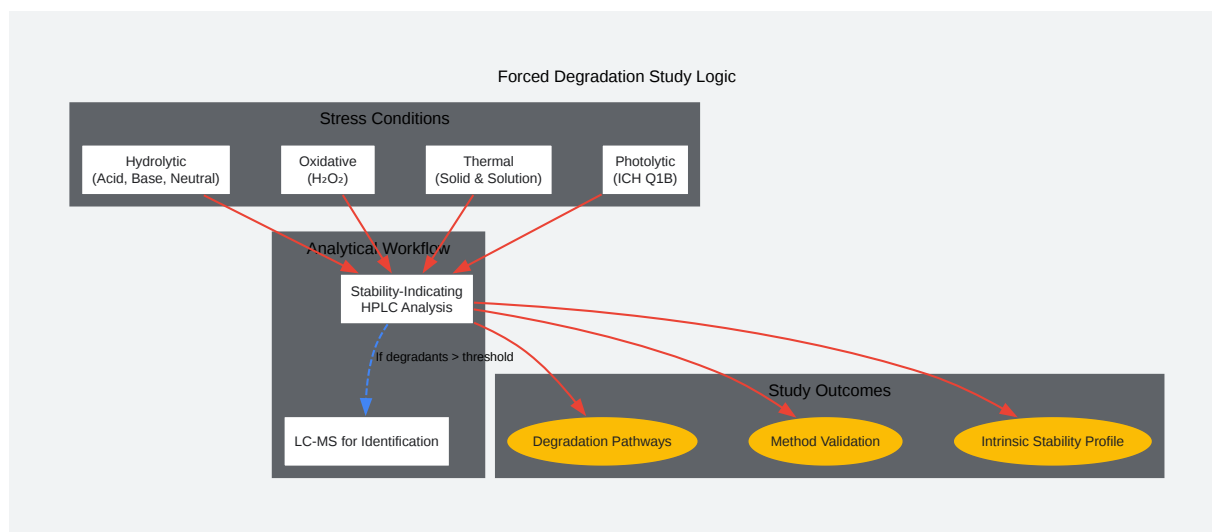 Forced Degradation Study Logic
Stress Conditions
Hydrolytic
(Acid, Base, Neutral)
Oxidative
(H₂O₂)
Thermal
(Solid & Solution)
Photolytic
(ICH Q1B)
Analytical Workflow
Stability-Indicating
HPLC Analysis
If degradants > threshold
LC-MS for Identification
Study Outcomes
Degradation Pathways
Method Validation
Intrinsic Stability Profile